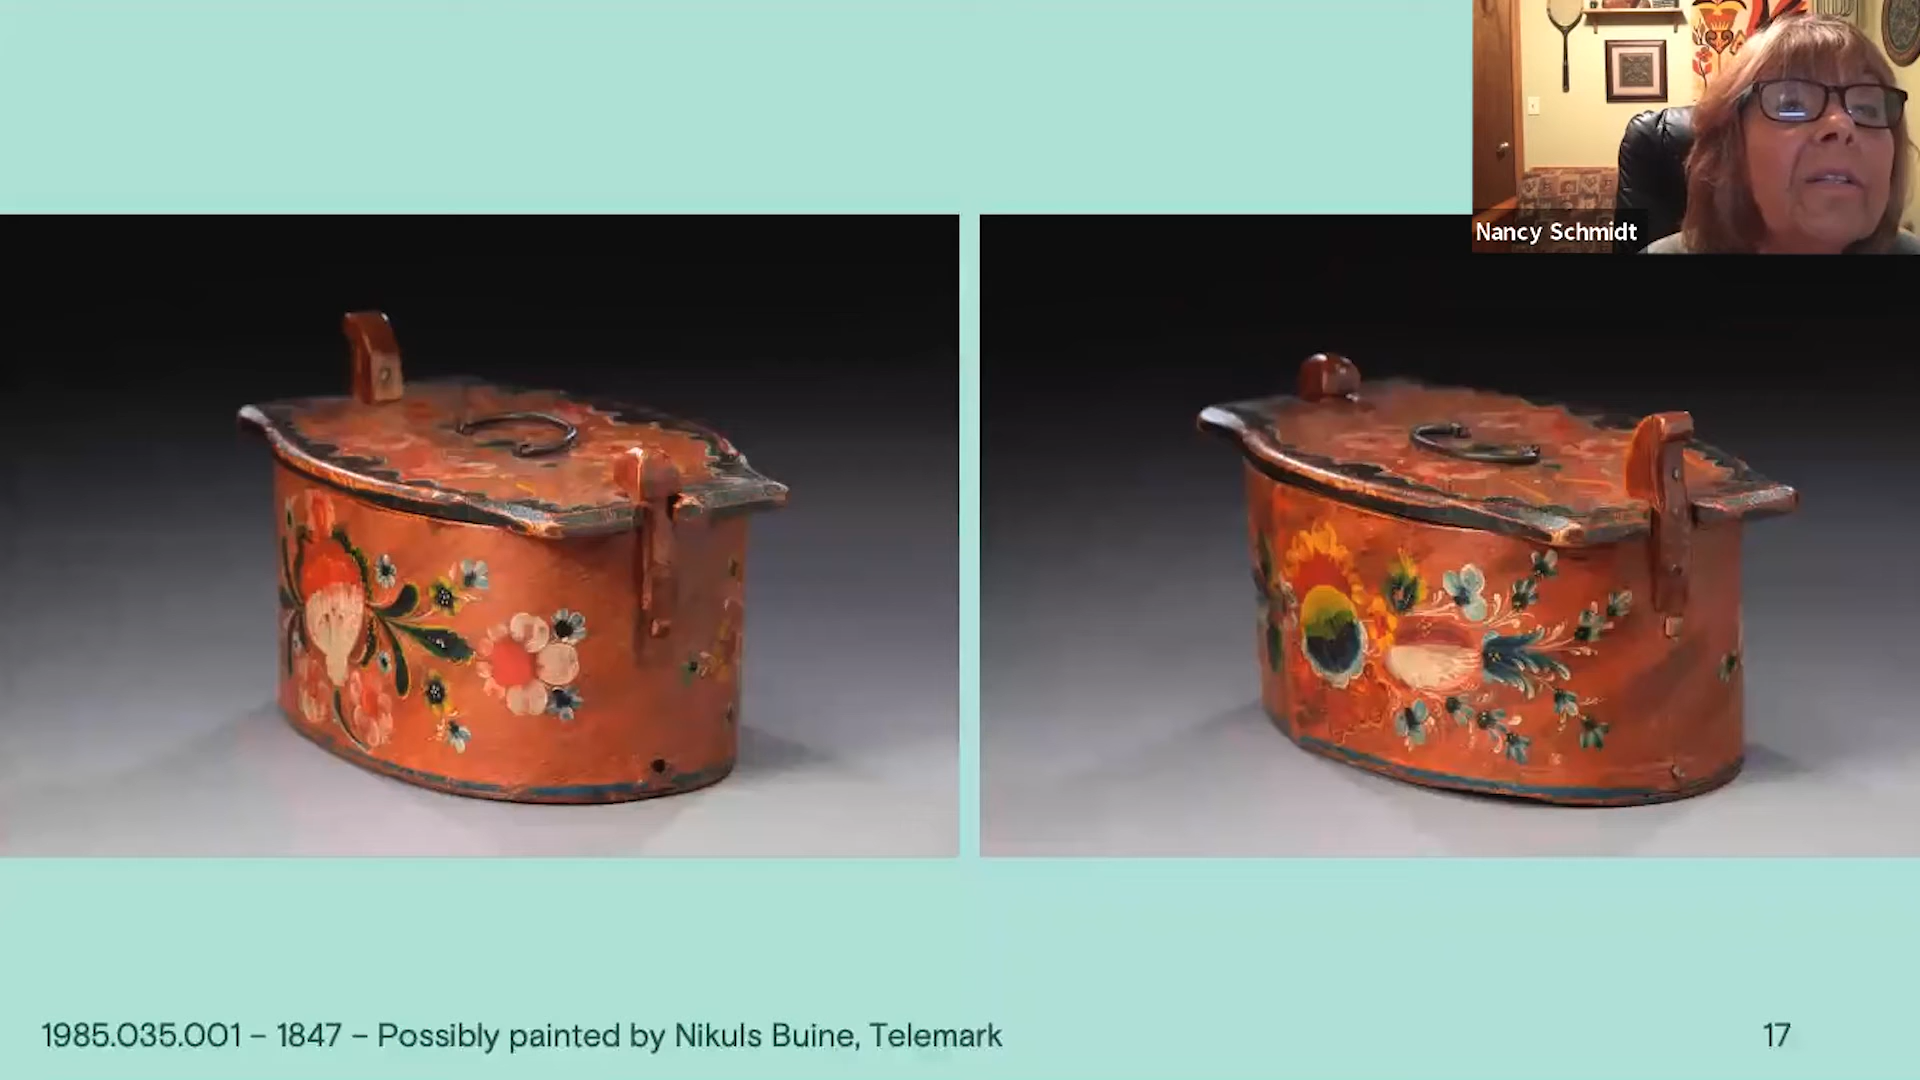 Nancy Schmidt
1985.035.001 – 1847 – Possibly painted by Nikuls Buine, Telemark
17